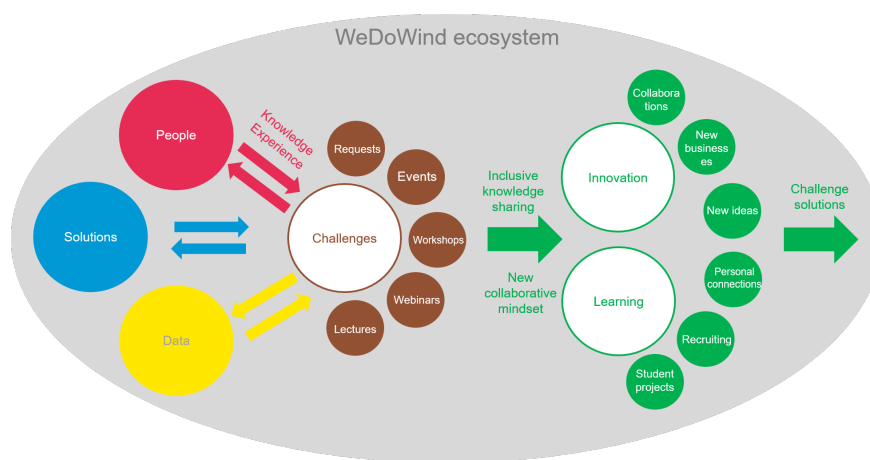 WeDoWind ecosystem
People
Knowledge
Experience
Solutions
Data
Challenges
Requests
Events
Workshops
Webinars
Lectures
Inclusive
knowledge
sharing
New
collaborative
mindset
Innovation
Learning
Collabora
tions
New
business
es
New ideas
Personal
connections
Recruiting
Student
projects
Challenge
solutions